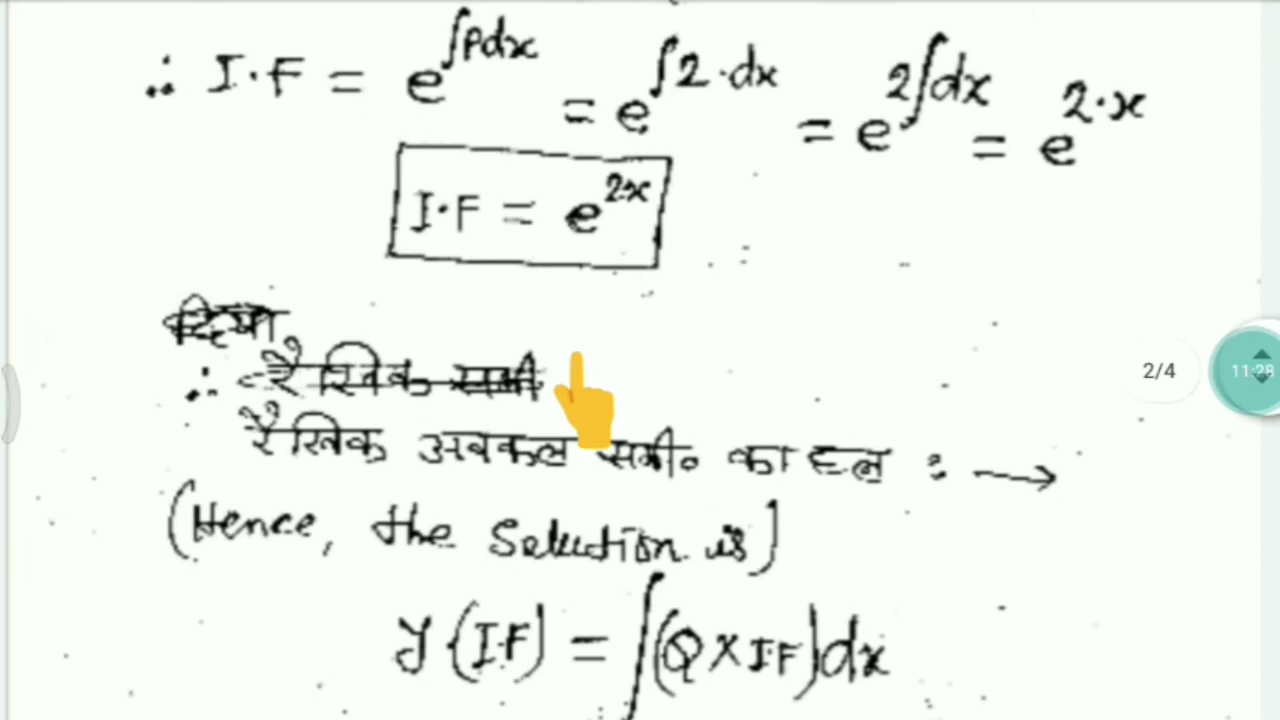 ∴ I.F = e^∫Pdx = e^∫2.dx = e^2∫dx = e^2.x
I.F = e^2x
∴ रैखिक
रैखिक अवकल समी० का हल :→
(Hence, the Solution is)
y(I.F) = ∫(Q×I.F)dx
2/4
11:28